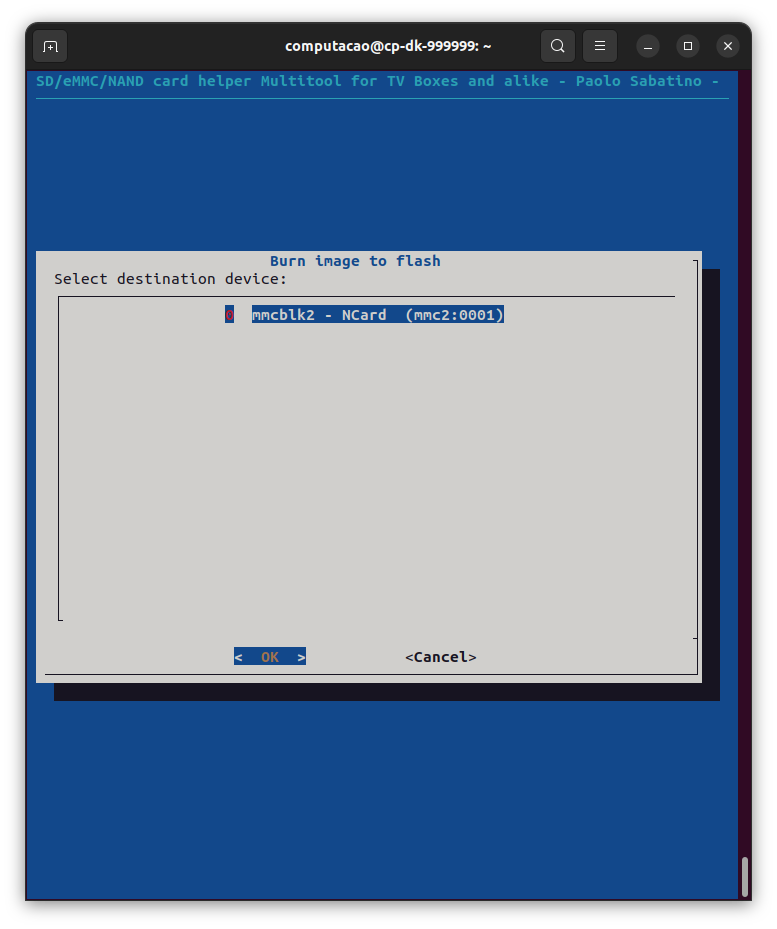 computacao@cp-dk-999999: ~
SD/eMMC/NAND card helper Multitool for TV Boxes and alike - Paolo Sabatino -
Burn image to flash
Select destination device:
0 mmcblk2 - NCard (mmc2:0001)
< OK > <Cancel>